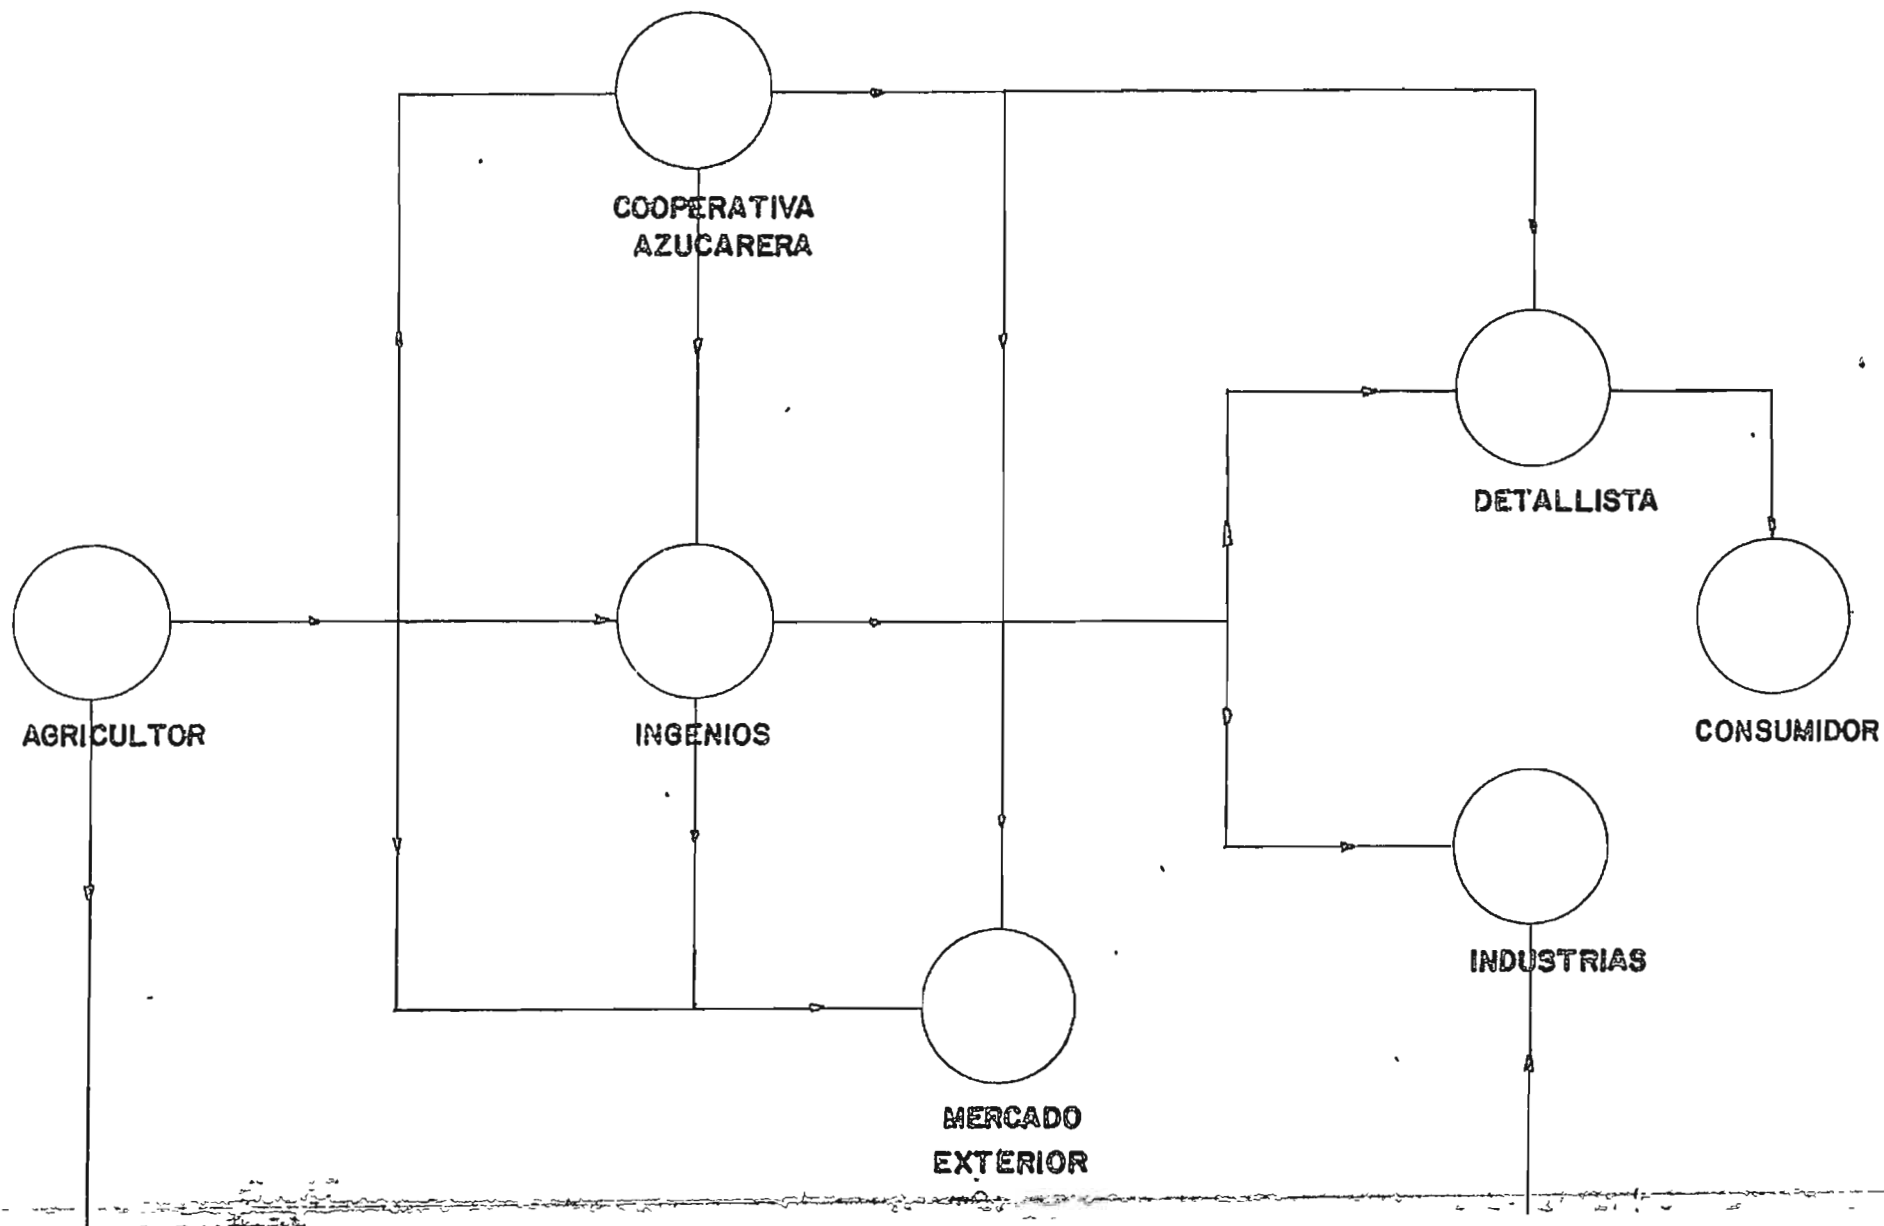 COOPERATIVA
AZUCARERA
DETALLISTA
AGRICULTOR
INGENIOS
CONSUMIDOR
INDUSTRIAS
MERCADO
EXTERIOR